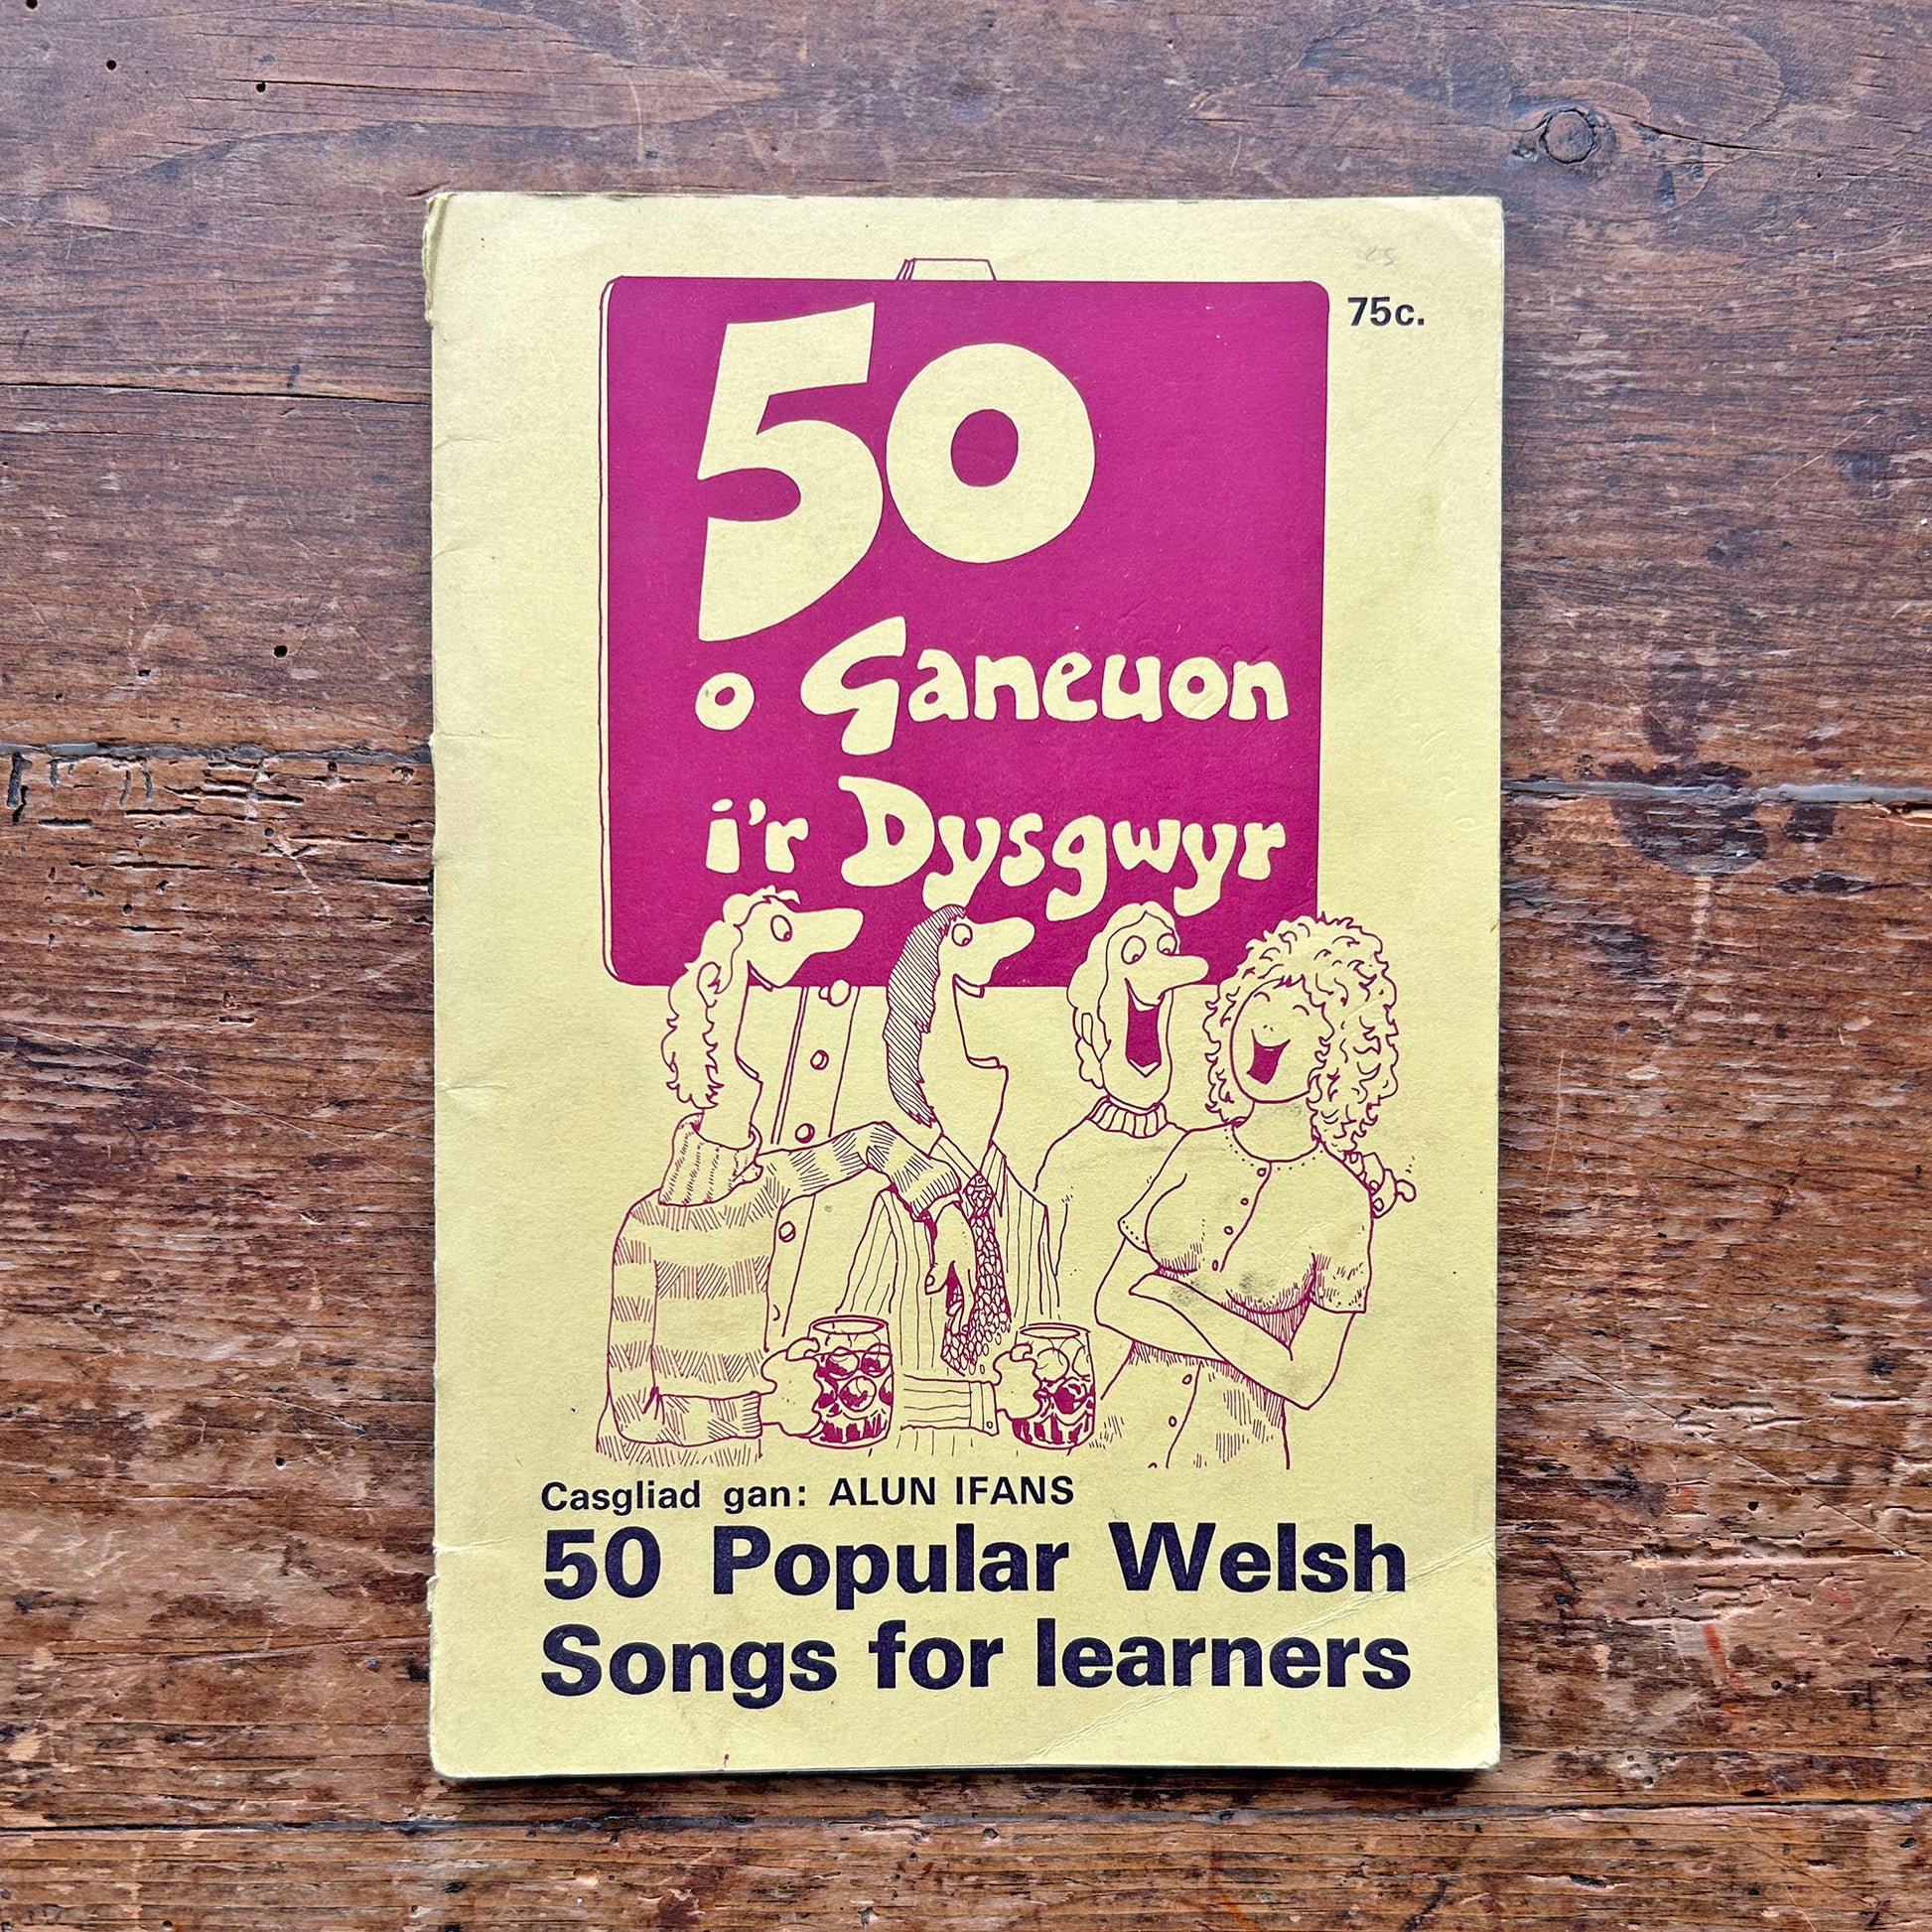 75c.
50
o Ganeuon
i'r Dysgwyr
Casgliad gan: ALUN IFANS
50 Popular Welsh
Songs for learners